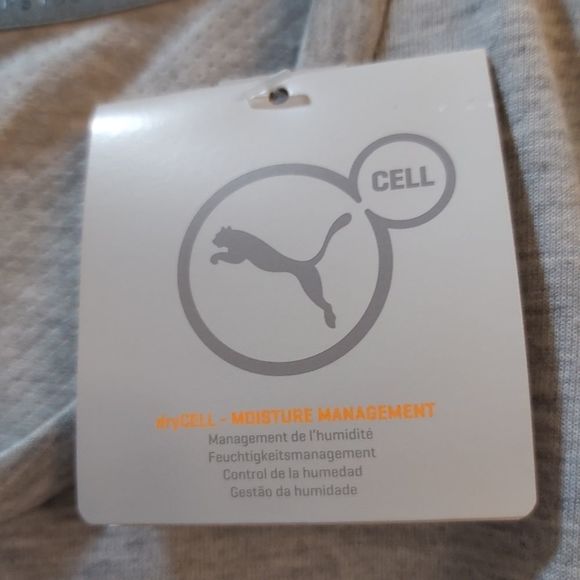 CELL
dryCELL - MOISTURE MANAGEMENT
Management de l'humidité
Feuchtigkeitsmanagement
Control de la humedad
Gestão da humidade